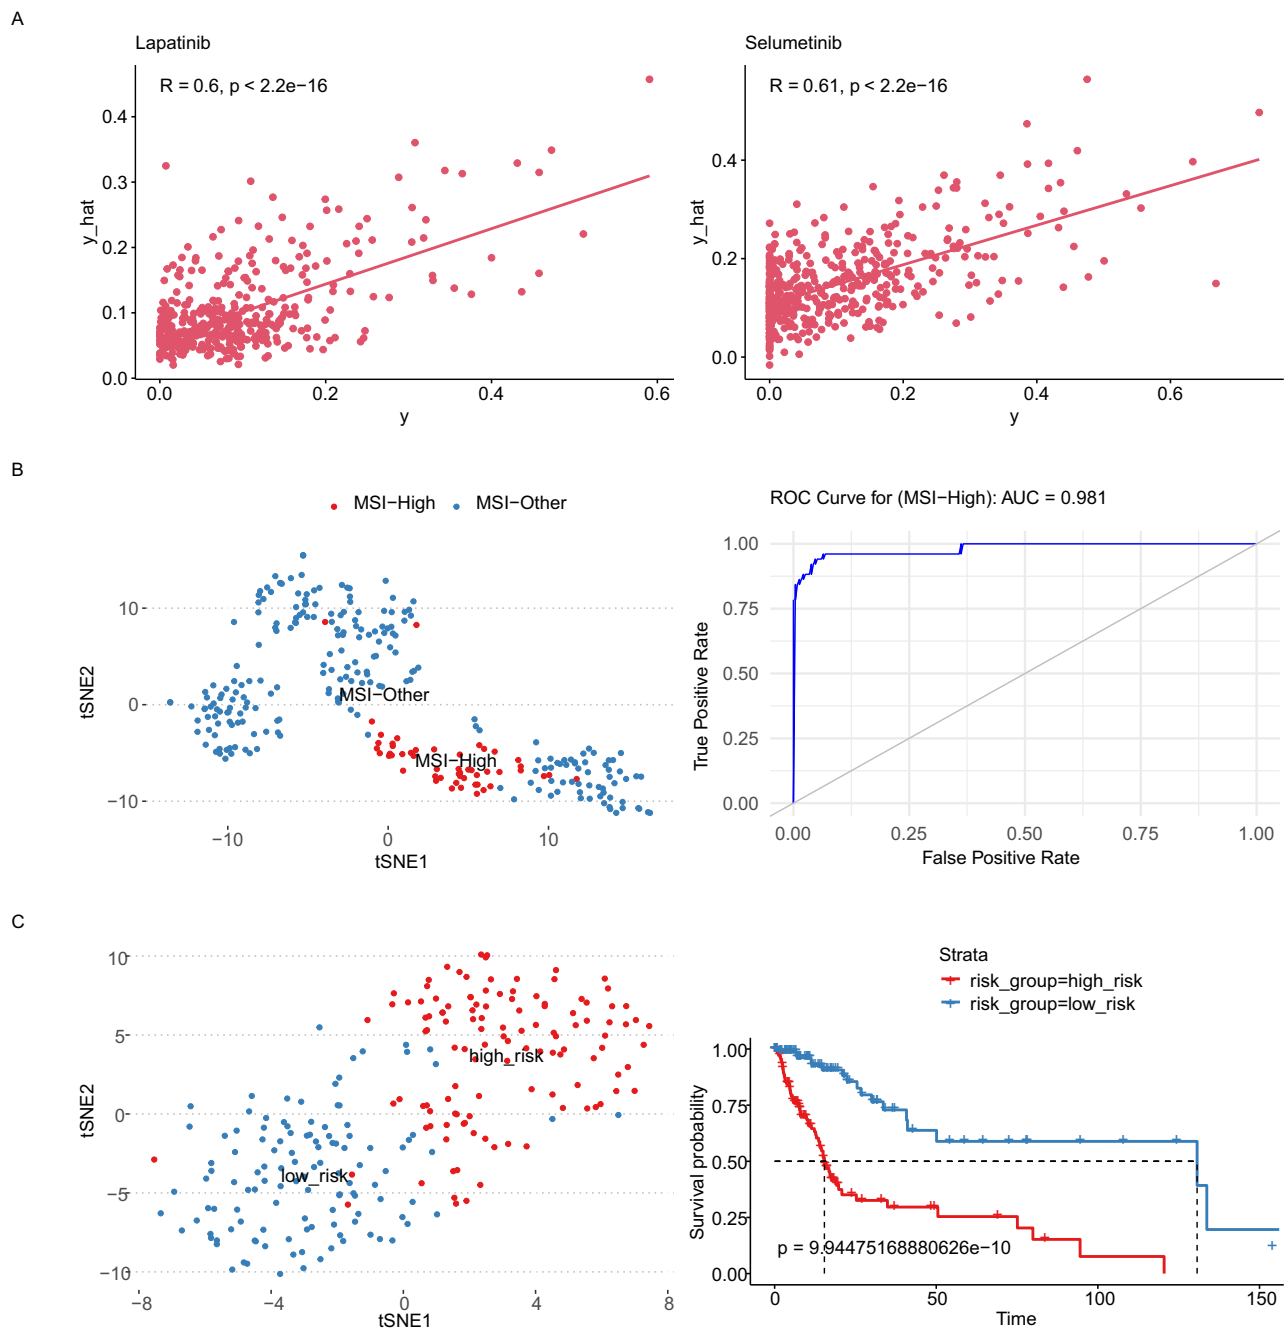 A
Lapatinib
R = 0.6, p < 2.2e−16
y_hat
0.4
0.3
0.2
0.1
0.0
0.0 0.2 0.4 0.6
y
Selumetinib
R = 0.61, p < 2.2e−16
y_hat
0.4
0.2
0.0
0.0 0.2 0.4 0.6
y
B
MSI−High MSI−Other
tSNE2
10
0
−10
MSI−Other
MSI−High
−10 0 10
tSNE1
ROC Curve for (MSI−High): AUC = 0.981
True Positive Rate
1.00
0.75
0.50
0.25
0.00
0.00 0.25 0.50 0.75 1.00
False Positive Rate
C
tSNE2
10
5
0
−5
−10
high_risk
low_risk
−8 −4 0 4 8
tSNE1
Strata
risk_group=high_risk
risk_group=low_risk
Survival probability
1.00
0.75
0.50
0.25
0.00
p = 9.94475168880626e−10
0 50 100 150
Time